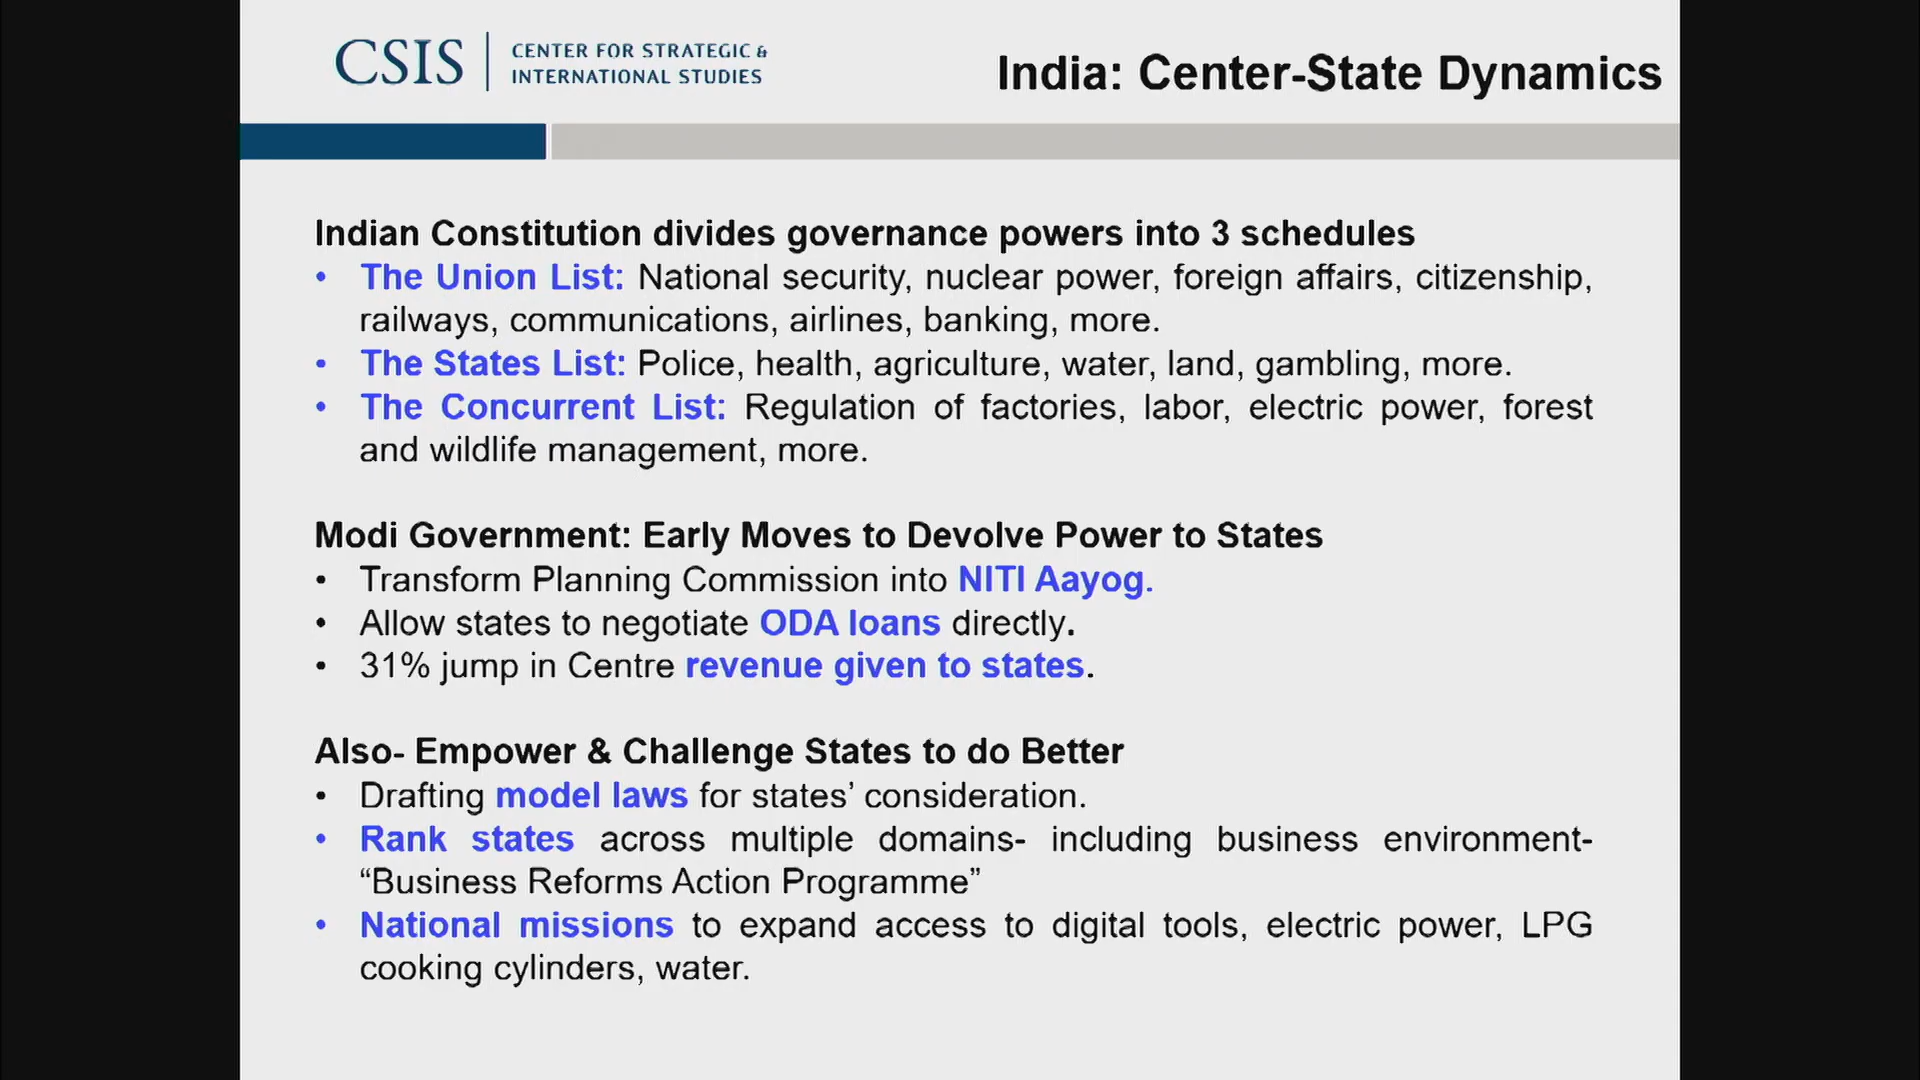 CSIS
CENTER FOR STRATEGIC &
INTERNATIONAL STUDIES
India: Center-State Dynamics
Indian Constitution divides governance powers into 3 schedules
• The Union List: National security, nuclear power, foreign affairs, citizenship,
railways, communications, airlines, banking, more.
• The States List: Police, health, agriculture, water, land, gambling, more.
• The Concurrent List: Regulation of factories, labor, electric power, forest
and wildlife management, more.
Modi Government: Early Moves to Devolve Power to States
• Transform Planning Commission into NITI Aayog.
• Allow states to negotiate ODA loans directly.
• 31% jump in Centre revenue given to states.
Also- Empower & Challenge States to do Better
• Drafting model laws for states’ consideration.
• Rank states across multiple domains- including business environment-
“Business Reforms Action Programme”
• National missions to expand access to digital tools, electric power, LPG
cooking cylinders, water.